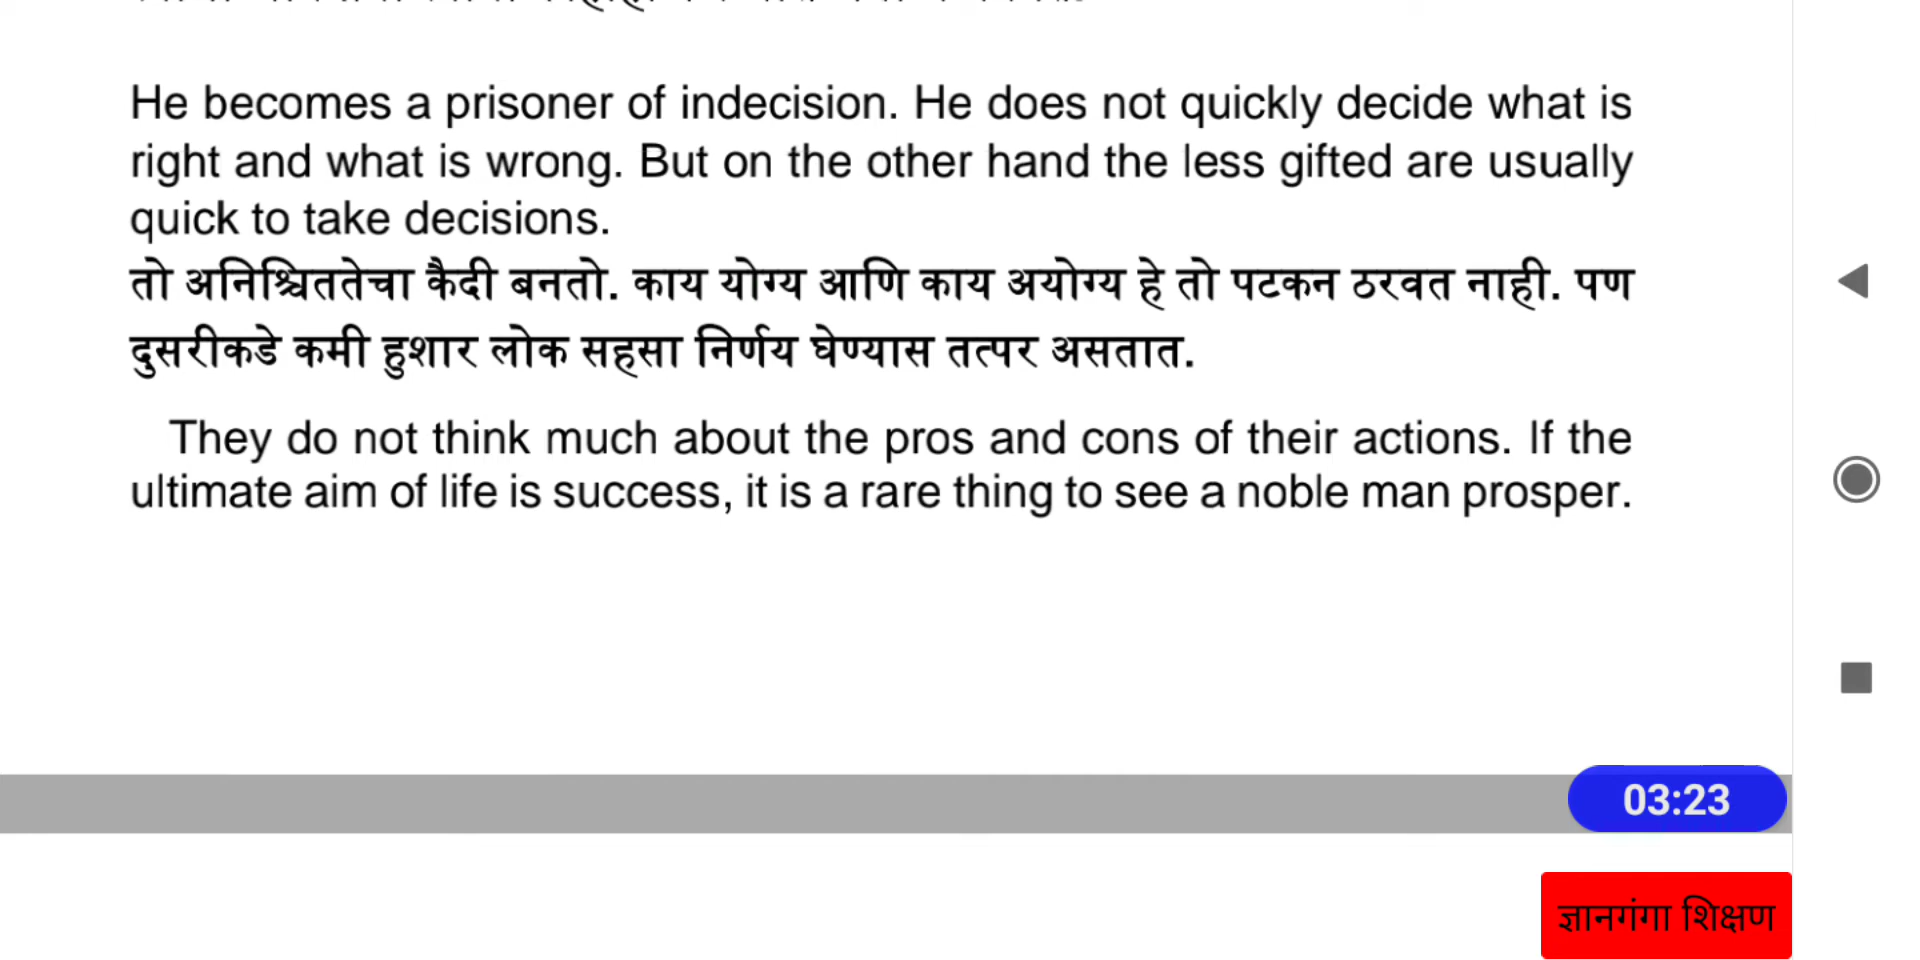 He becomes a prisoner of indecision. He does not quickly decide what is
right and what is wrong. But on the other hand the less gifted are usually
quick to take decisions.
तो अनिश्चिततेचा कैदी बनतो. काय योग्य आणि काय अयोग्य हे तो पटकन ठरवत नाही. पण
दुसरीकडे कमी हुशार लोक सहसा निर्णय घेण्यास तत्पर असतात.
They do not think much about the pros and cons of their actions. If the
ultimate aim of life is success, it is a rare thing to see a noble man prosper.
03:23
ज्ञानगंगा शिक्षण